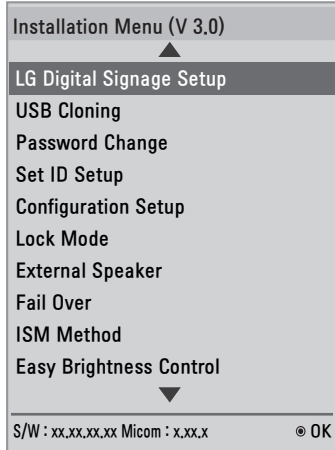 Installation Menu (V 3.0)
LG Digital Signage Setup
USB Cloning
Password Change
Set ID Setup
Configuration Setup
Lock Mode
External Speaker
Fail Over
ISM Method
Easy Brightness Control
S/W : xx.xx.xx.xx Micom : x.xx.x ◉ OK